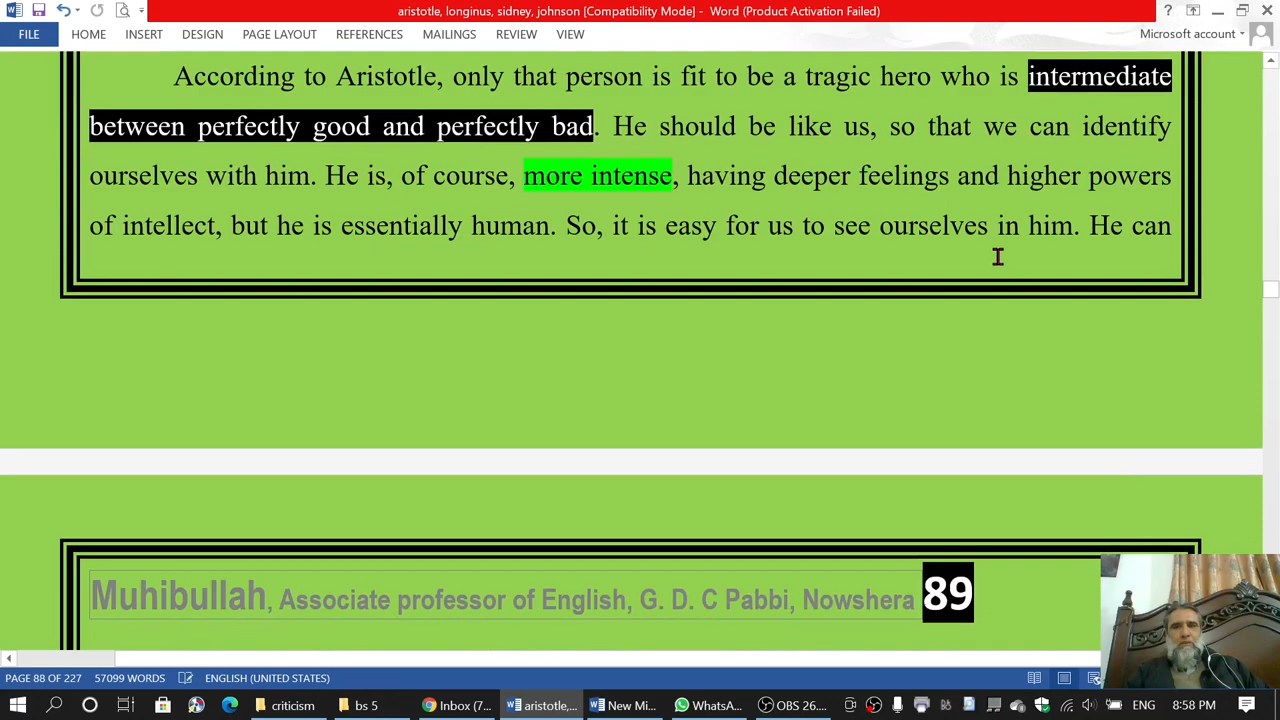 aristotle, longinus, sidney, johnson [Compatibility Mode] - Word (Product Activation Failed)
FILE HOME INSERT DESIGN PAGE LAYOUT REFERENCES MAILINGS REVIEW VIEW Microsoft account
According to Aristotle, only that person is fit to be a tragic hero who is intermediate
between perfectly good and perfectly bad. He should be like us, so that we can identify
ourselves with him. He is, of course, more intense, having deeper feelings and higher powers
of intellect, but he is essentially human. So, it is easy for us to see ourselves in him. He can
Muhibullah, Associate professor of English, G. D. C Pabbi, Nowshera 89
PAGE 88 OF 227 57099 WORDS ENGLISH (UNITED STATES)
criticism bs 5 Inbox (7... aristotle,... New Mi... WhatsA... OBS 26.... ENG 8:58 PM